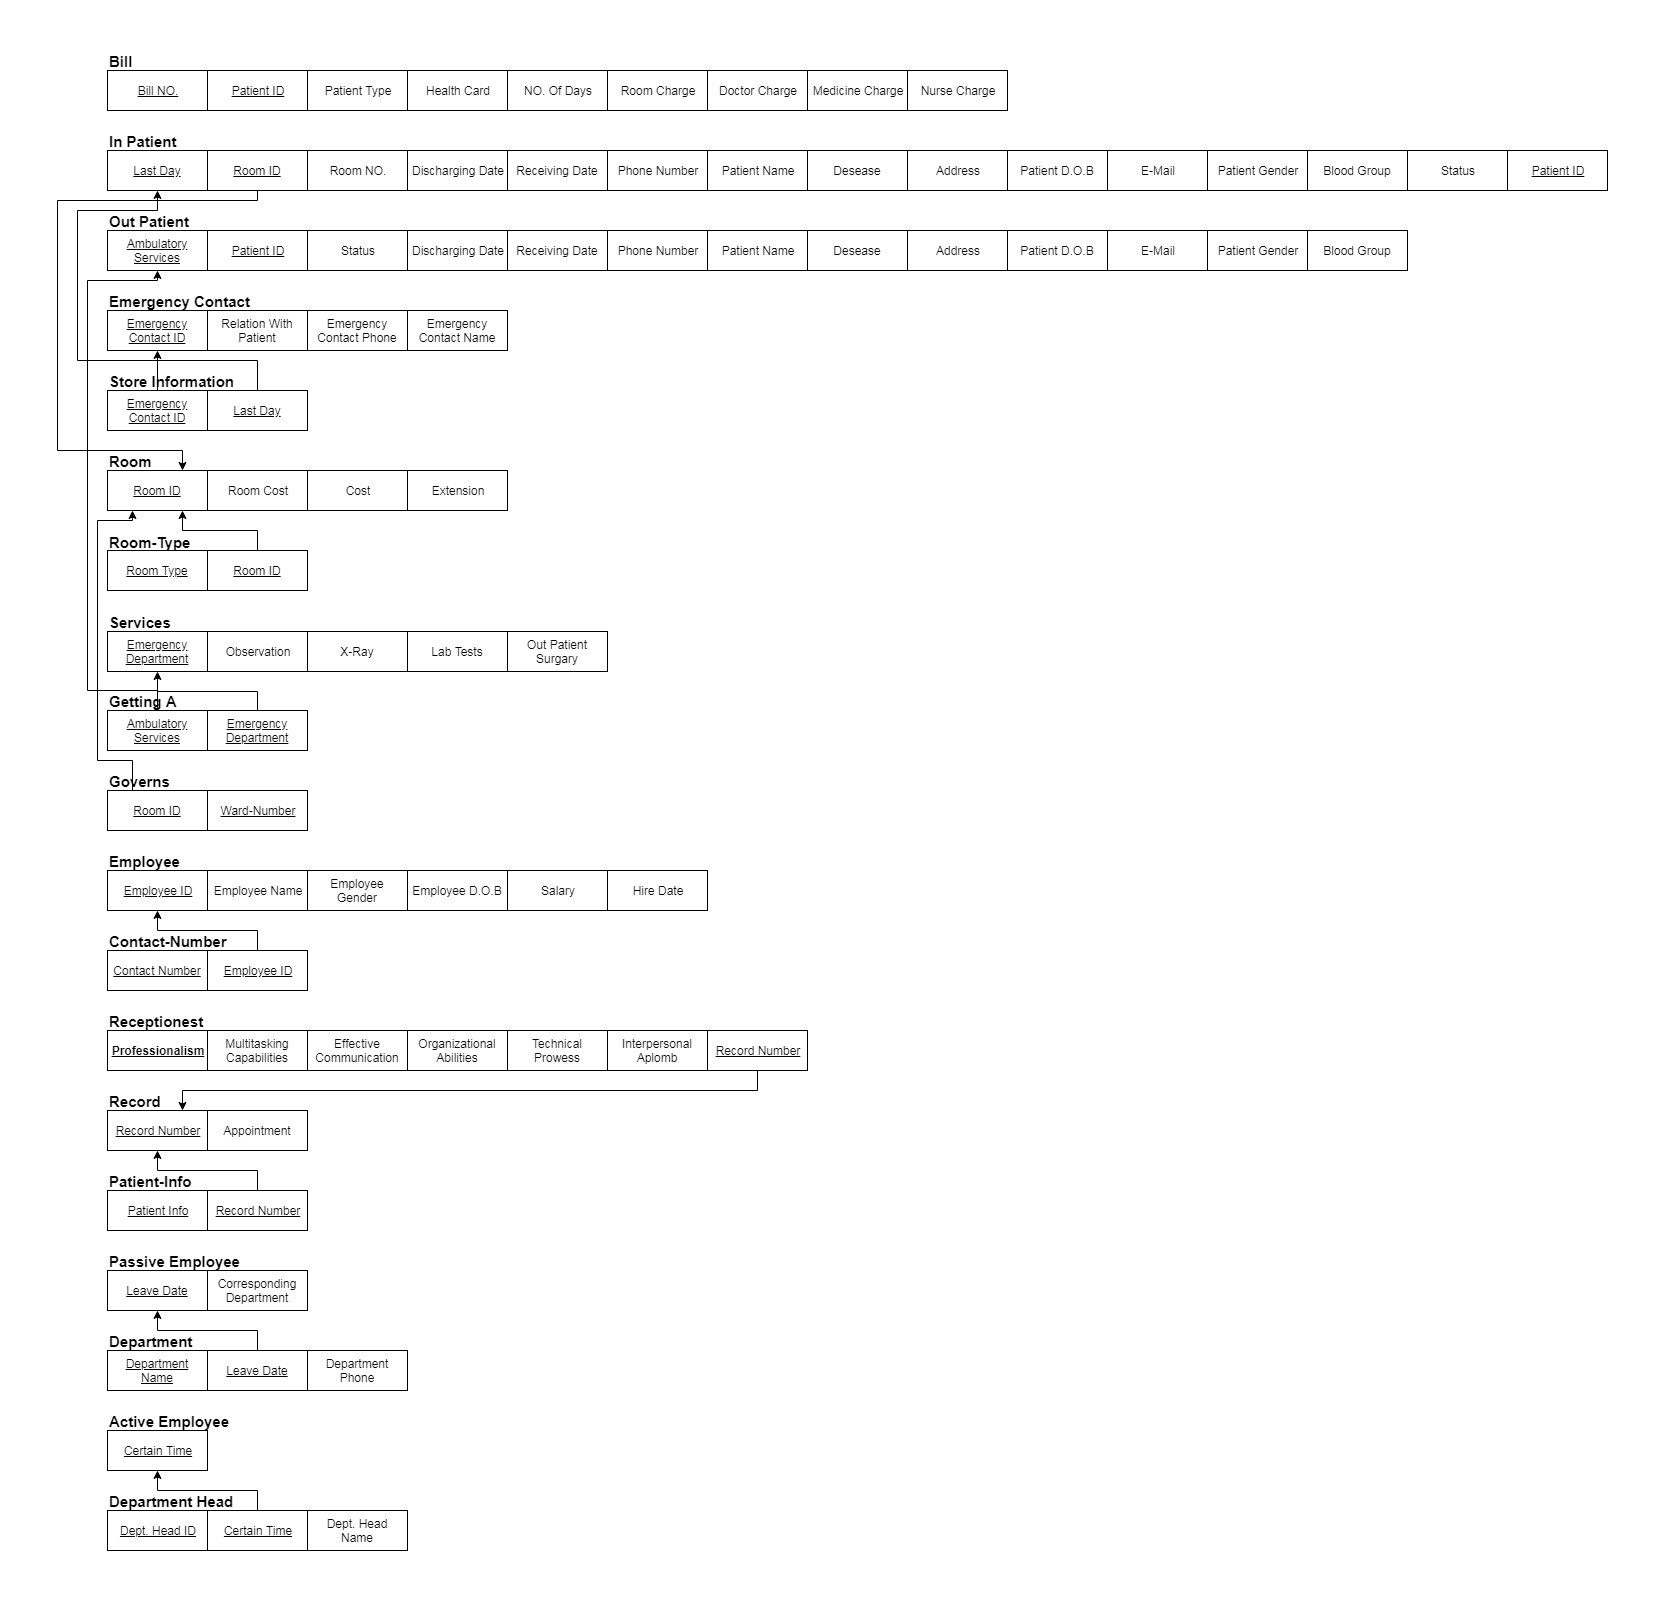 Bill
Bill NO. Patient ID Patient Type Health Card NO. Of Days Room Charge Doctor Charge Medicine Charge Nurse Charge
In Patient
Last Day Room ID Room NO. Discharging Date Receiving Date Phone Number Patient Name Desease Address Patient D.O.B E-Mail Patient Gender Blood Group Status Patient ID
Out Patient
Ambulatory
Services Patient ID Status Discharging Date Receiving Date Phone Number Patient Name Desease Address Patient D.O.B E-Mail Patient Gender Blood Group
Emergency Contact
Emergency
Contact ID
Relation With
Patient
Emergency
Contact Phone
Emergency
Contact Name
Store Information
Emergency
Contact ID
Last Day
Room
Room ID Room Cost Cost Extension
Room-Type
Room Type Room ID
Services
Emergency
Department
Observation X-Ray Lab Tests
Out Patient
Surgary
Getting A
Ambulatory
Services
Emergency
Department
Governs
Room ID Ward-Number
Employee
Employee ID Employee Name
Employee
Gender
Employee D.O.B Salary Hire Date
Contact-Number
Contact Number Employee ID
Receptionest
Professionalism
Multitasking
Capabilities
Effective
Communication
Organizational
Abilities
Technical
Prowess
Interpersonal
Aplomb
Record Number
Record
Record Number Appointment
Patient-Info
Patient Info Record Number
Passive Employee
Leave Date
Corresponding
Department
Department
Department
Name
Leave Date
Department
Phone
Active Employee
Certain Time
Department Head
Dept. Head ID Certain Time
Dept. Head
Name